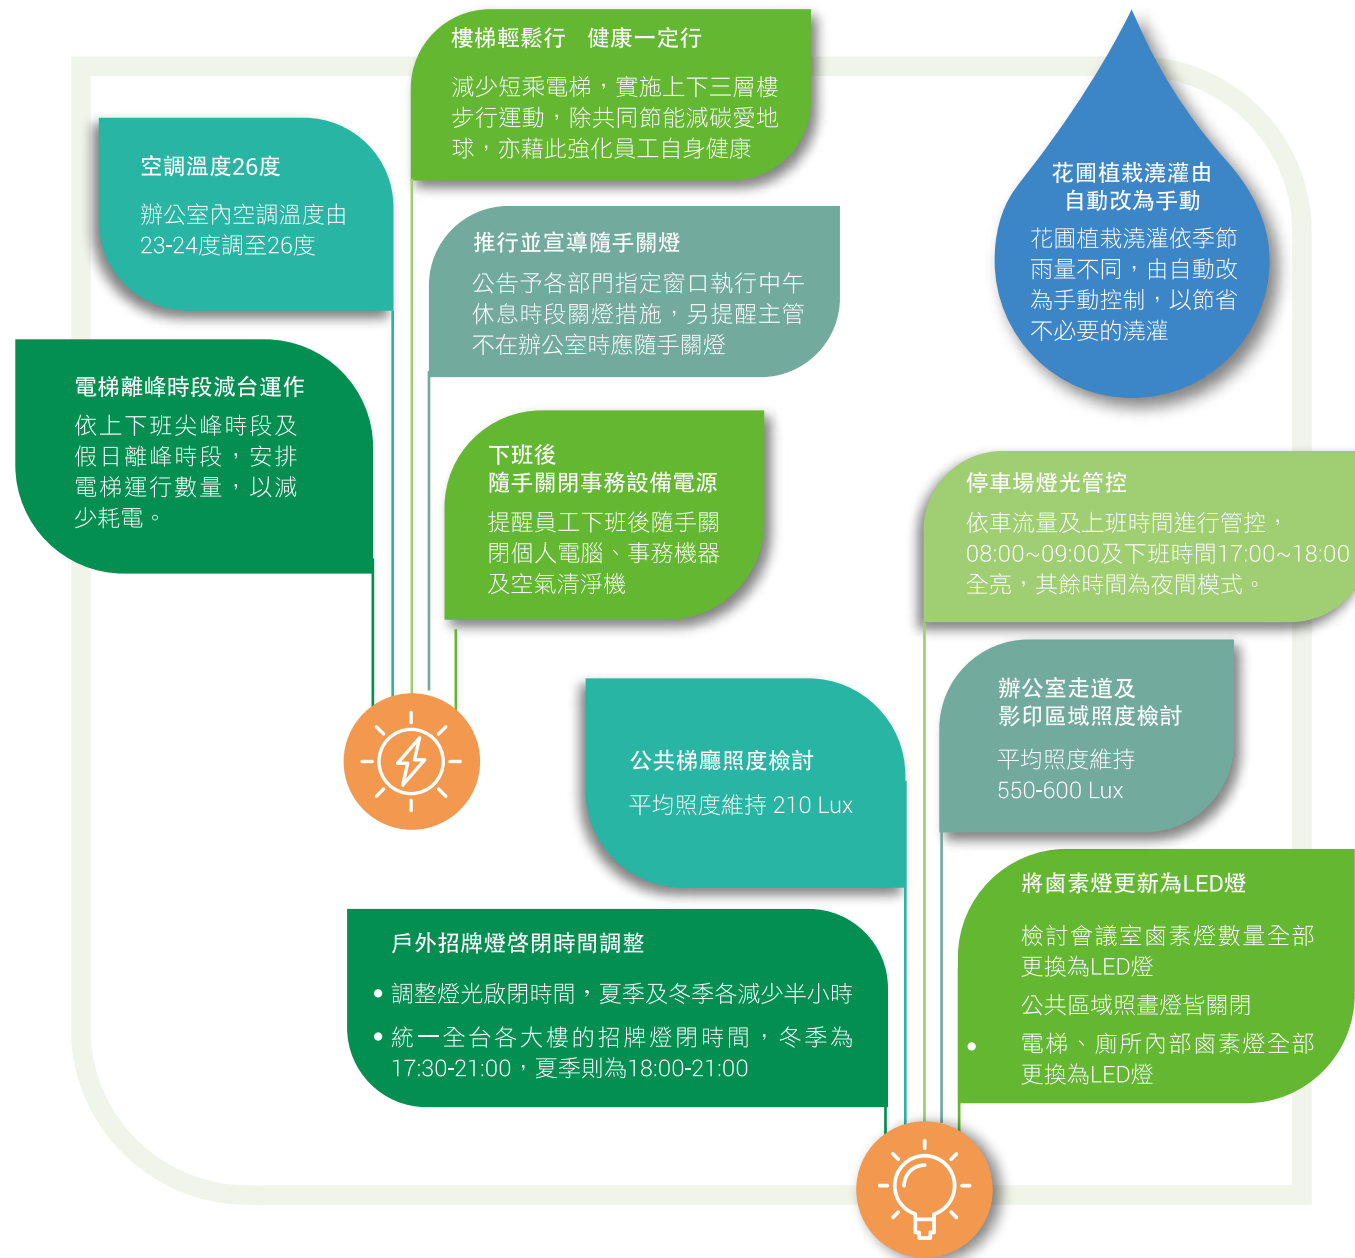 樓梯輕鬆行　健康一定行
減少短乘電梯，實施上下三層樓
步行運動，除共同節能減碳愛地
球，亦藉此強化員工自身健康
空調溫度26度
辦公室內空調溫度由
23-24度調至26度
推行並宣導隨手關燈
公告予各部門指定窗口執行中午
休息時段關燈措施，另提醒主管
不在辦公室時應隨手關燈
花圃植栽澆灌由
自動改為手動
花圃植栽澆灌依季節
雨量不同，由自動改
為手動控制，以節省
不必要的澆灌
電梯離峰時段減台運作
依上下班尖峰時段及
假日離峰時段，安排
電梯運行數量，以減
少耗電。
下班後
隨手關閉事務設備電源
提醒員工下班後隨手關
閉個人電腦、事務機器
及空氣清淨機
停車場燈光管控
依車流量及上班時間進行管控，
08:00~09:00及下班時間17:00~18:00
全亮，其餘時間為夜間模式。
辦公室走道及
影印區域照度檢討
平均照度維持
550-600 Lux
公共梯廳照度檢討
平均照度維持 210 Lux
將鹵素燈更新為LED燈
檢討會議室鹵素燈數量全部
更換為LED燈
公共區域照畫燈皆關閉
• 電梯、廁所內部鹵素燈全部
更換為LED燈
戶外招牌燈啓閉時間調整
• 調整燈光啟閉時間，夏季及冬季各減少半小時
• 統一全台各大樓的招牌燈閉時間，冬季為
17:30-21:00，夏季則為18:00-21:00